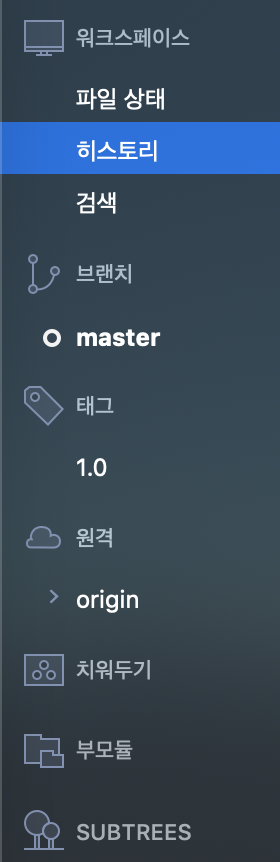 워크스페이스
파일 상태
히스토리
검색
브랜치
master
태그
1.0
원격
origin
치워두기
부모듈
SUBTREES